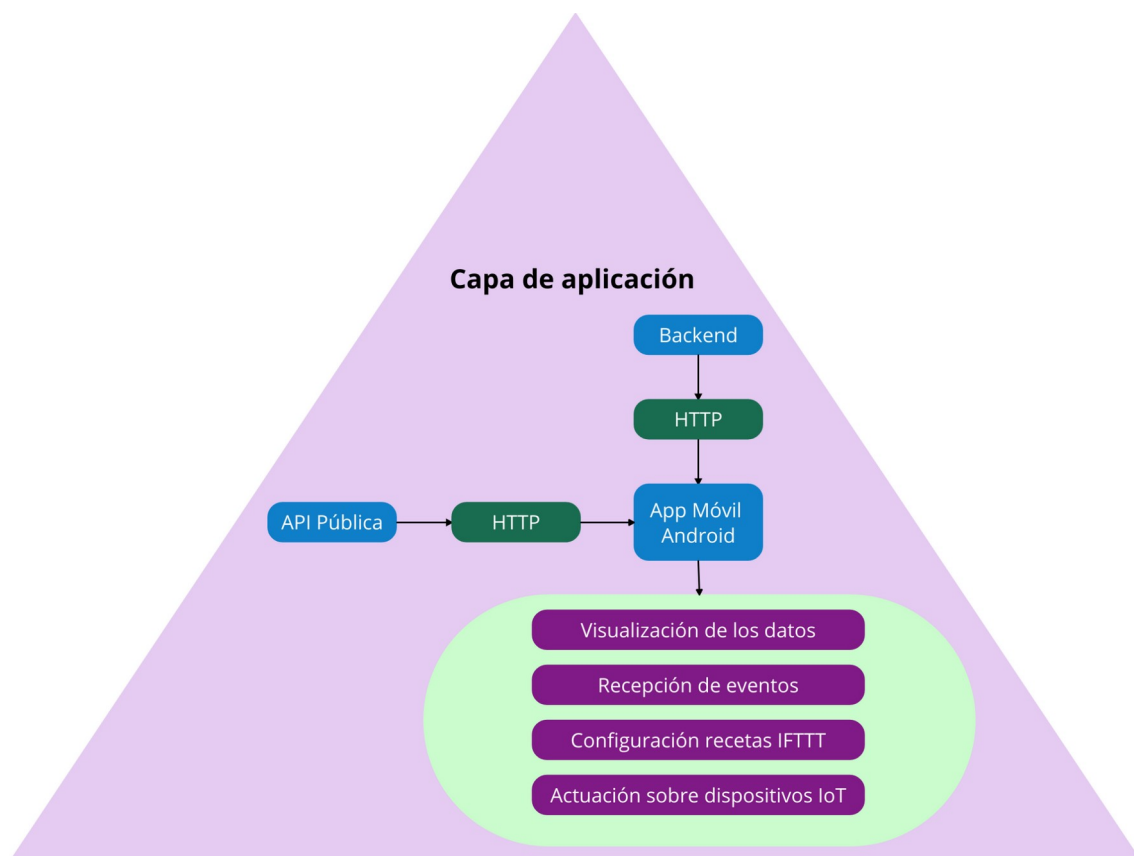 Capa de aplicación
Backend
HTTP
API Pública
HTTP
App Móvil
Android
Visualización de los datos
Recepción de eventos
Configuración recetas IFTTT
Actuación sobre dispositivos IoT